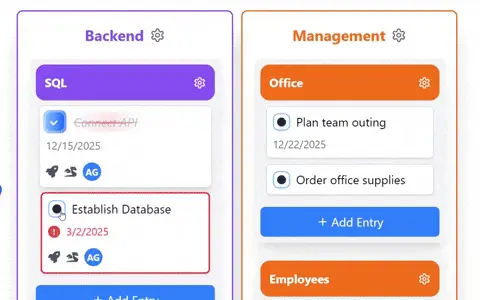 Backend
SQL
Connect API
12/15/2025
AG
Establish Database
3/2/2025
AG
+ Add Entry
Management
Office
Plan team outing
12/22/2025
Order office supplies
+ Add Entry
Employees